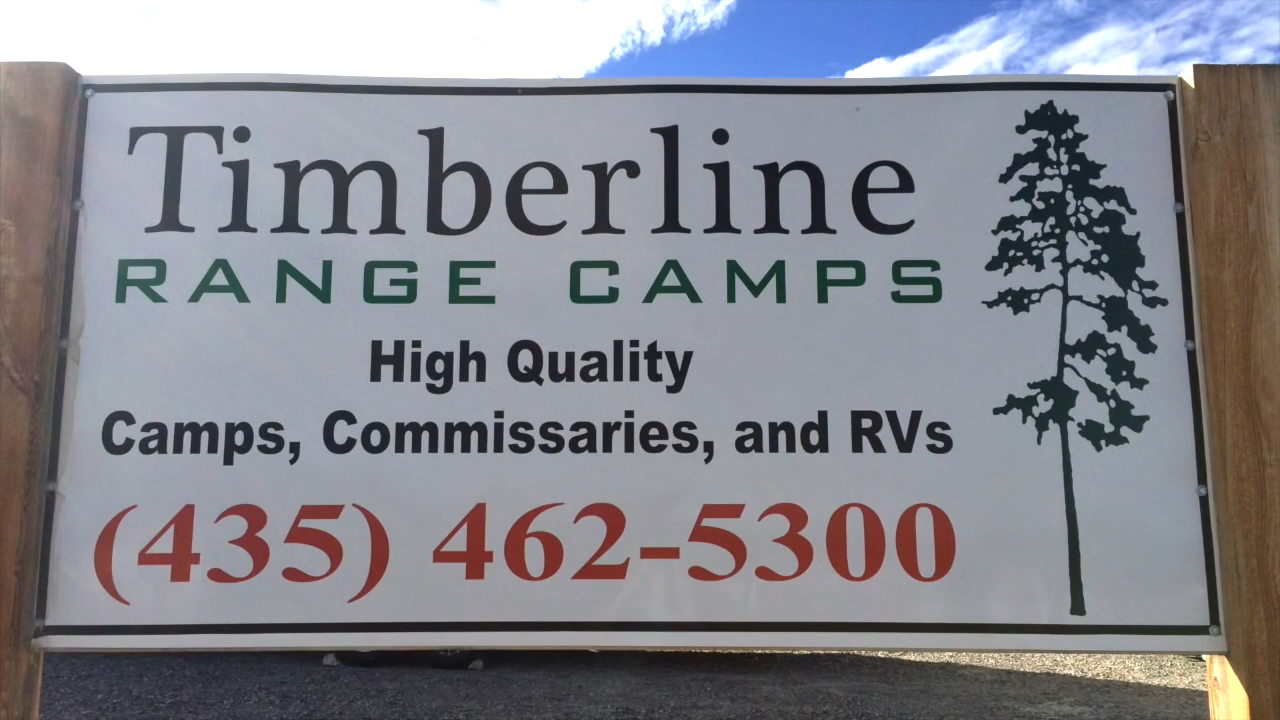 Timberline
RANGE CAMPS
High Quality
Camps, Commissaries, and RVs
(435) 462-5300